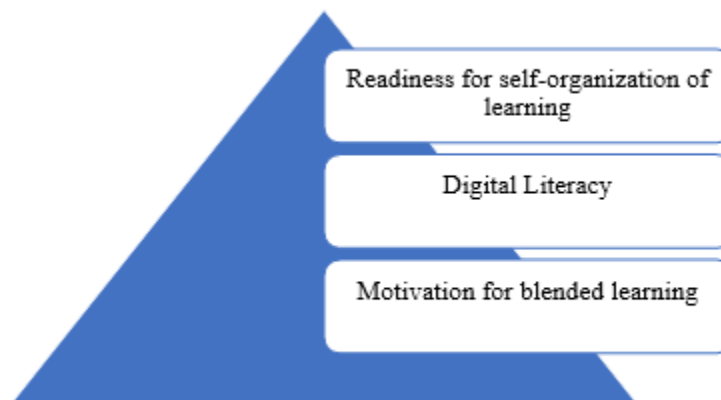 Readiness for self-organization of
learning
Digital Literacy
Motivation for blended learning